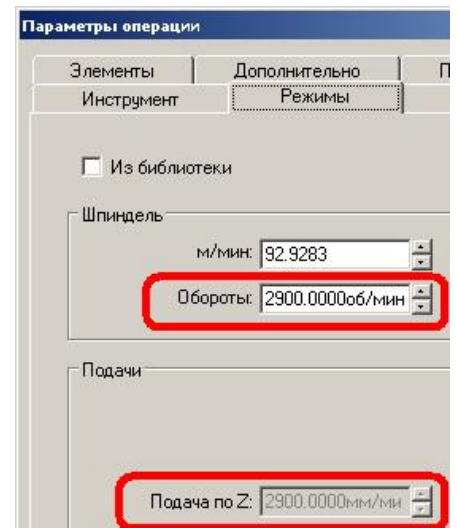 Параметры операции
Элементы Дополнительно П
Инструмент Режимы
Из библиотеки
Шпиндель
м/мин: 92.9283
Обороты: 2900.0000об/мин
Подачи
Подача по Z: 2900.0000мм/ми